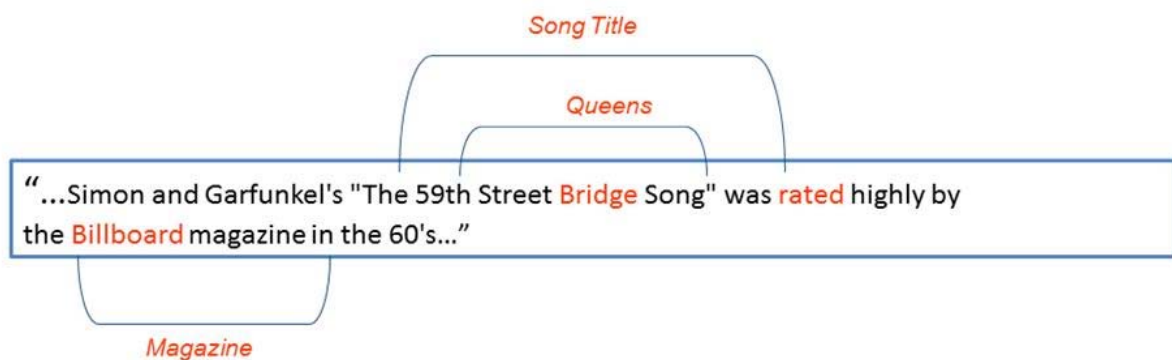 Song Title
Queens
“...Simon and Garfunkel's "The 59th Street Bridge Song" was rated highly by
the Billboard magazine in the 60's...”
Magazine